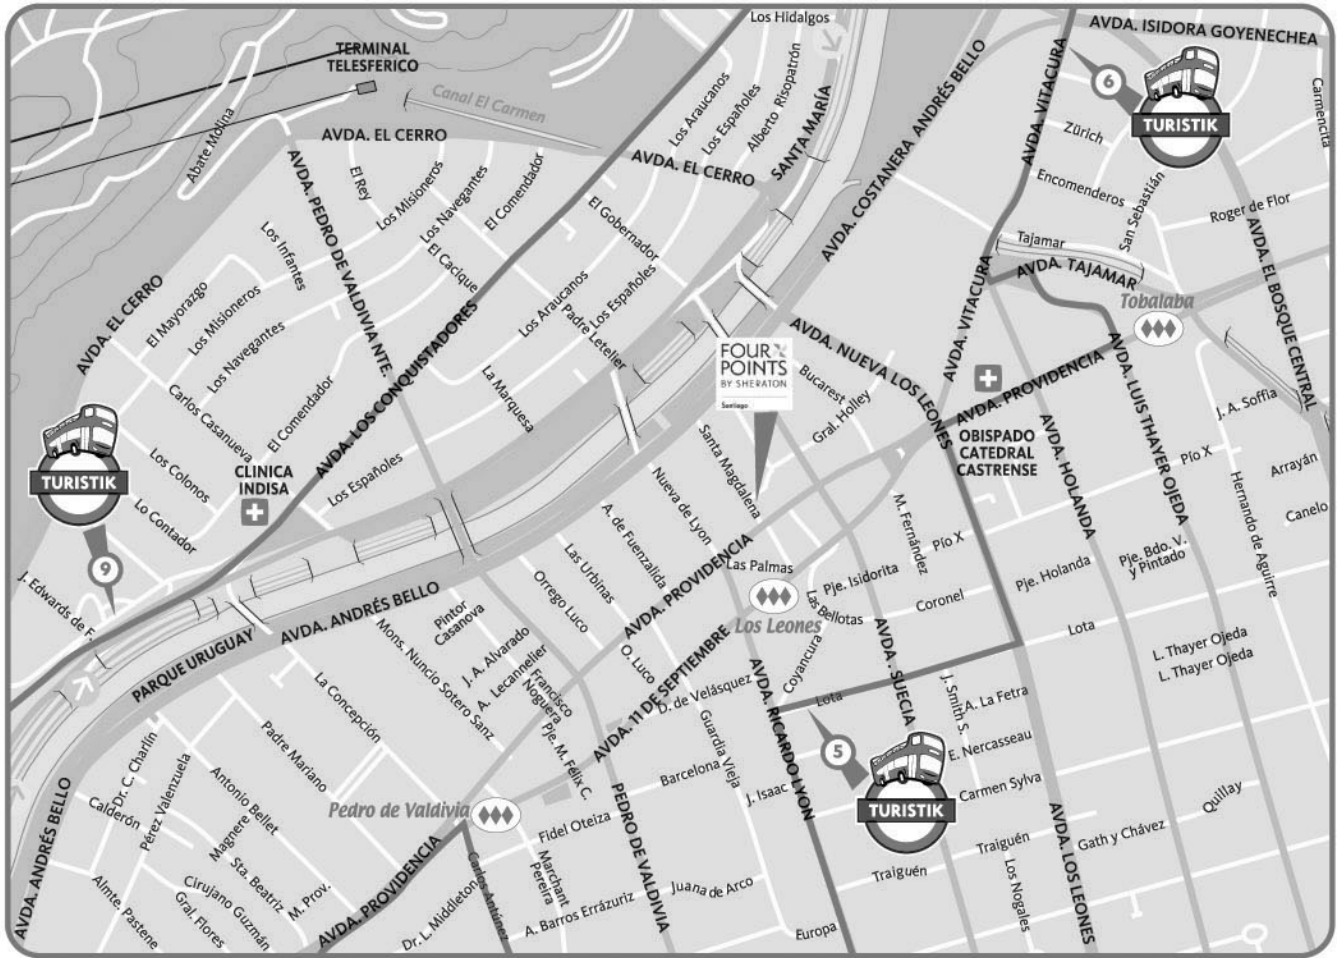 Los Hidalgos
AVDA. ISIDORA GOYENECHEA
TERMINAL
TELESFERICO
Canal El Carmen
Abate Molina
AVDA. EL CERRO
AVDA. EL CERRO
Los Araucanos
Los Españoles
Alberto Risopatrón
SANTA MARÍA
AVDA. COSTANERA ANDRÉS BELLO
AVDA. VITACURA
6
TURISTIK
Carmencita
Zürich
Encomenderos
San Sebastián
Roger de Flor
Tajamar
AVDA. TAJAMAR
Tobalaba
AVDA. EL BOSQUE CENTRAL
AVDA. PEDRO DE VALDIVIA NTE.
El Rey
Los Misioneros
Los Navegantes
El Comendador
El Cacique
El Gobernador
Los Infantes
AVDA. EL CERRO
El Mayorazgo
Los Misioneros
Los Navegantes
Carlos Casanueva
El Comendador
AVDA. LOS CONQUISTADORES
Los Araucanos
Los Españoles
Padre Letelier
La Marquesa
FOUR
POINTS
BY SHERATON
Santiago
AVDA. NUEVA LOS LEONES
AVDA. VITACURA
AVDA. PROVIDENCIA
AVDA. LUIS THAYER OJEDA
Bucarest
Gral. Holley
OBISPADO
CATEDRAL
CASTRENSE
AVDA. HOLANDA
J. A. Soffia
Pío X
Arrayán
Canelo
Hernando de Aguirre
TURISTIK
9
Los Colonos
Lo Contador
CLINICA
INDISA
Los Españoles
J. Edwards de F.
Santa Magdalena
Nueva de Lyon
A. de Fuenzalida
Las Urbinas
Orrego Luco
AVDA. PROVIDENCIA
Las Palmas
Los Leones
Pje. Isidorita
Las Bellotas
M. Fernández
Pío X
Coronel
Pje. Holanda
Pje. Bdo. V.
y Pintado
Lota
L. Thayer Ojeda
L. Thayer Ojeda
PARQUE URUGUAY
AVDA. ANDRÉS BELLO
Pintor
Casanova
Mons. Nuncio Sotero Sanz
J. A. Alvarado
A. Lecannelier
Francisco
Noguera
Pje. M. Félix C.
O. Luco
AVDA. 11 DE SEPTIEMBRE
D. de Velásquez
Coyancura
AVDA. RICARDO LYON
Lota
AVDA. SUECIA
J. Smith S.
A. La Fetra
E. Nercasseau
5
TURISTIK
Carmen Sylva
Quillay
Gath y Chávez
Traiguén
Traiguén
Los Nogales
AVDA. LOS LEONES
La Concepción
Padre Mariano
Dr. C. Charlin
Calderón
Pérez Valenzuela
Antonio Bellet
Magnere
Sta. Beatriz
M. Prov.
Cirujano Guzmán
Gral. Flores
Almte. Pastene
AVDA. ANDRÉS BELLO
Pedro de Valdivia
AVDA. PROVIDENCIA
Carlos Antúnez
Dr. L. Middleton
Marchant
Pereira
Fidel Oteiza
Barcelona
Guardia Vieja
J. Isaac
PEDRO DE VALDIVIA
A. Barros Errázuriz
Juana de Arco
Europa